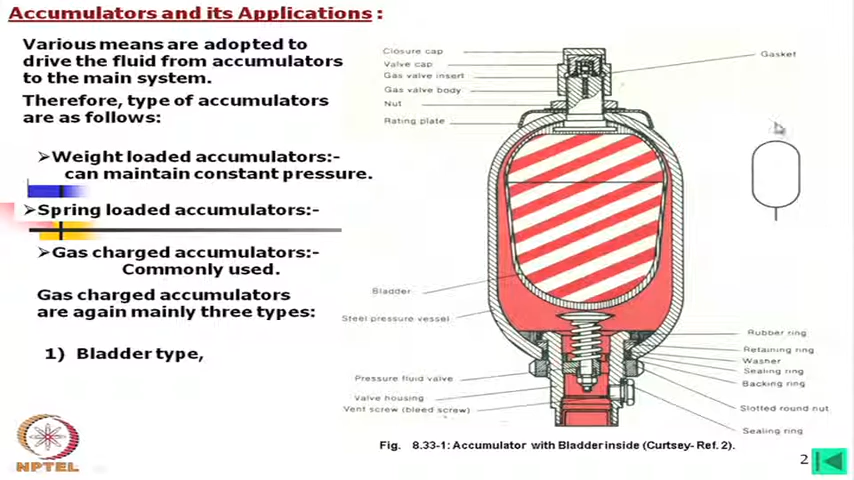 Accumulators and its Applications :
Various means are adopted to
drive the fluid from accumulators
to the main system.
Therefore, type of accumulators
are as follows:
➢Weight loaded accumulators:-
can maintain constant pressure.
➢Spring loaded accumulators:-
➢Gas charged accumulators:-
Commonly used.
Gas charged accumulators
are again mainly three types:
1) Bladder type,
Closure cap
Valve cap
Gas valve insert
Gas valve body
Nut
Rating plate
Gasket
Bladder
Steel pressure vessel
Pressure fluid valve
Valve housing
Vent screw (bleed screw)
Rubber ring
Retaining ring
Washer
Sealing ring
Backing ring
Slotted round nut
Sealing ring
Fig. 8.33-1: Accumulator with Bladder inside (Curtsey- Ref. 2).
NPTEL
2